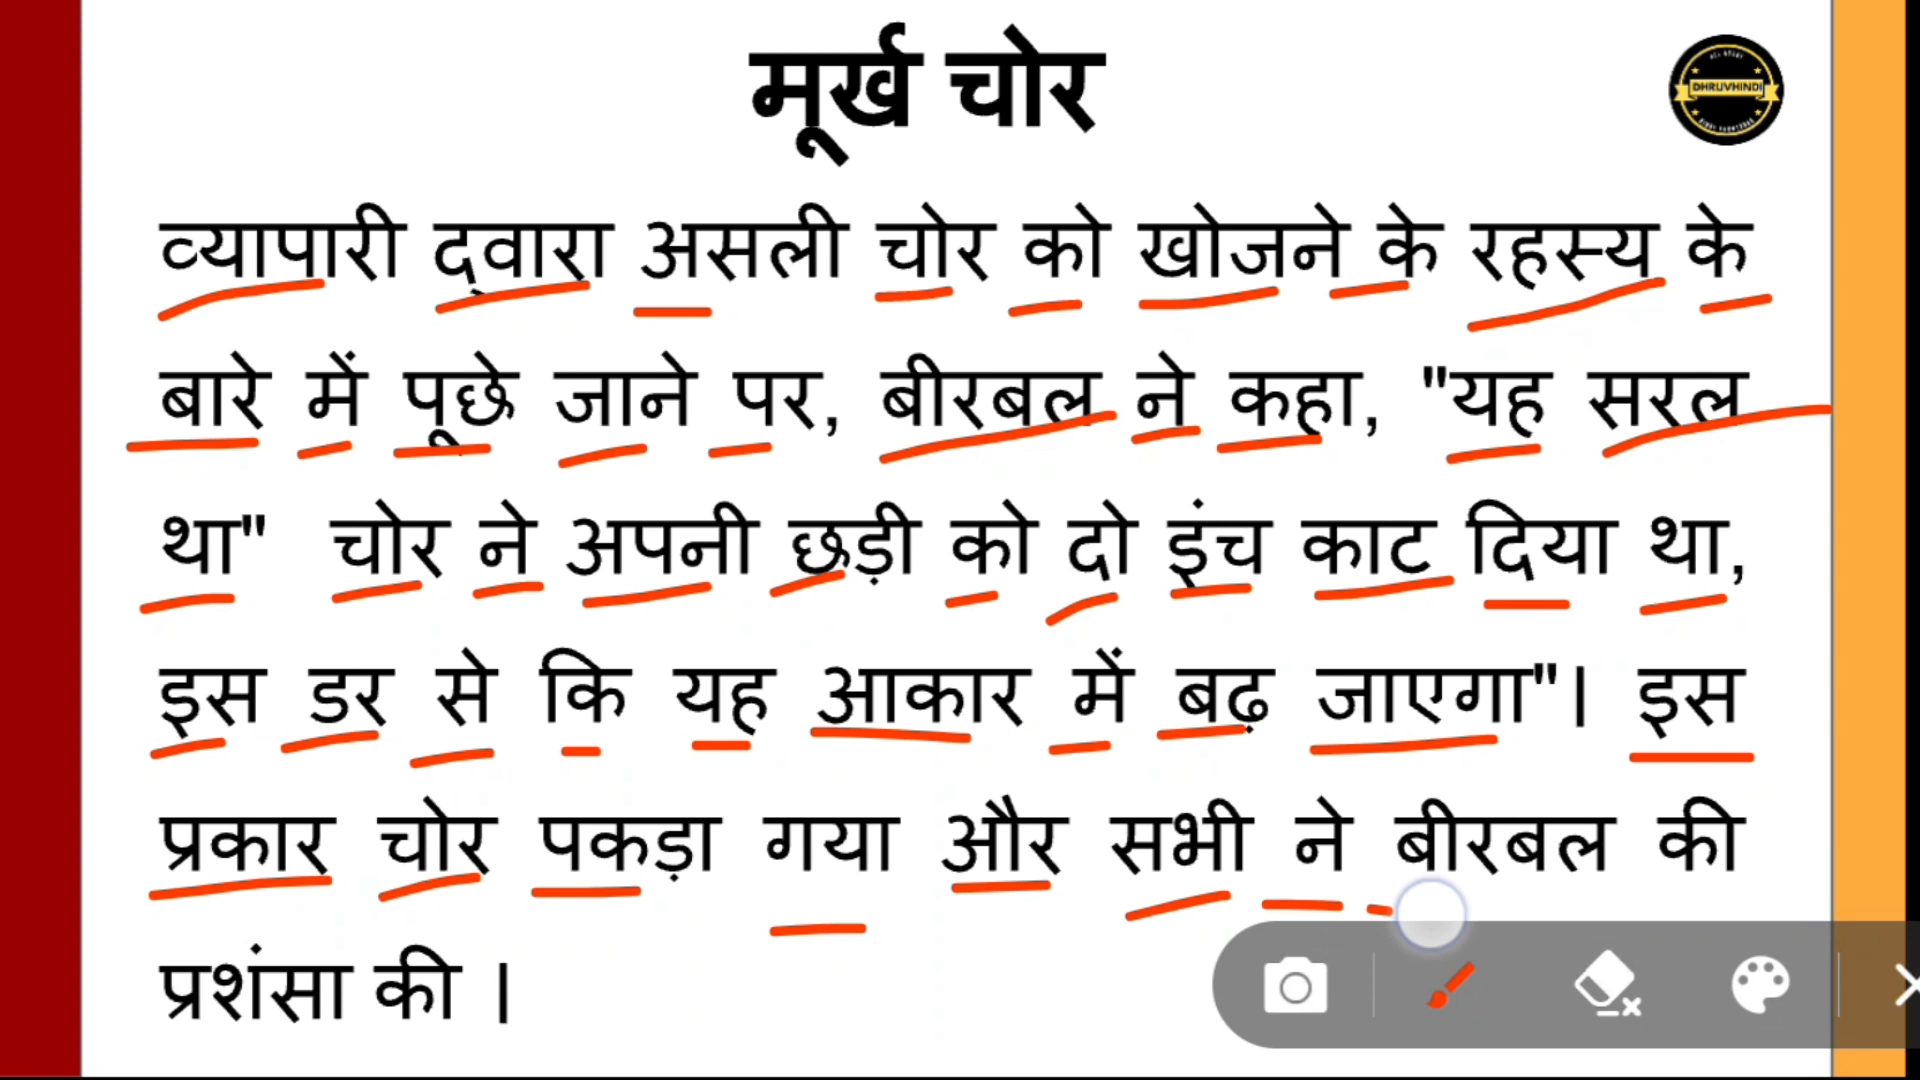 मूर्ख चोर
DHRUVHINDI
व्यापारी द्वारा असली चोर को खोजने के रहस्य के
बारे में पूछे जाने पर, बीरबल ने कहा, "यह सरल
था" चोर ने अपनी छड़ी को दो इंच काट दिया था,
इस डर से कि यह आकार में बढ़ जाएगा"। इस
प्रकार चोर पकड़ा गया और सभी ने बीरबल की
प्रशंसा की ।